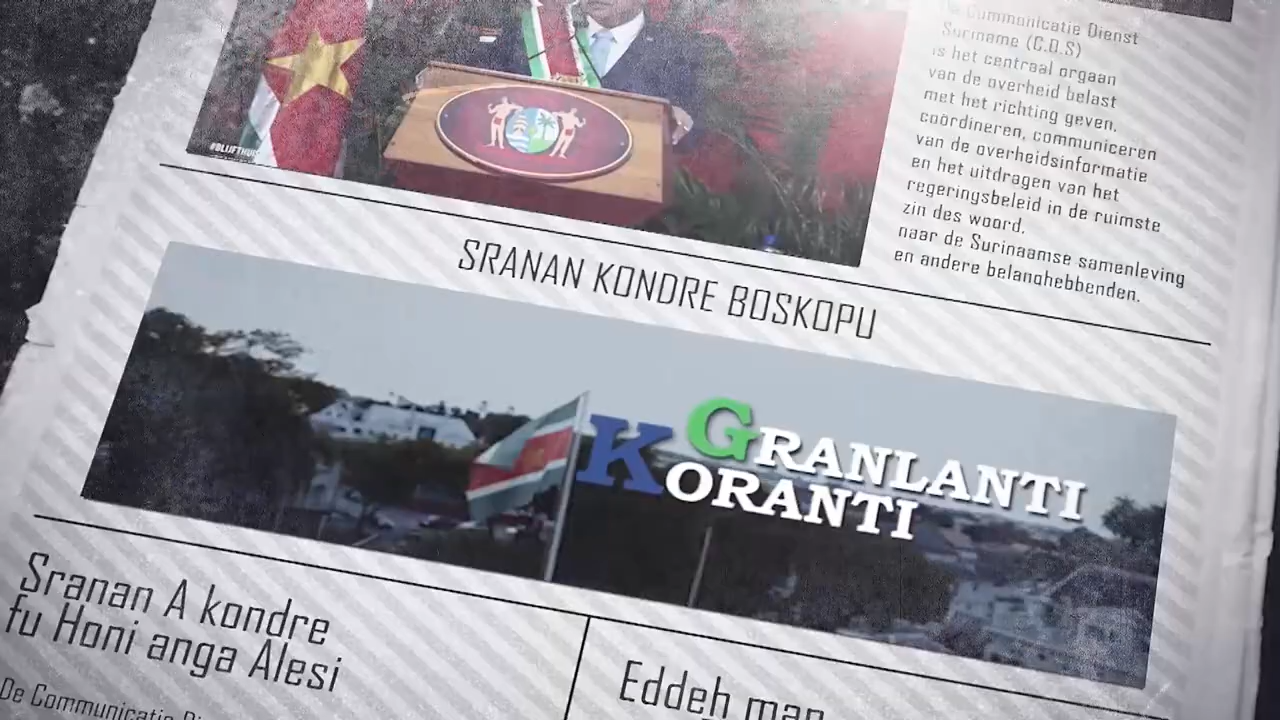 #BLIJFTHUIS
De Communicatie Dienst
Suriname (C.D.S)
is het centraal orgaan
van de overheid belast
met het richting geven,
coördineren, communiceren
van de overheidsinformatie
en het uitdragen van het
regeringsbeleid in de ruimste
zin des woord,
naar de Surinaamse samenleving
en andere belanghebbenden.
SRANAN KONDRE BOSKOPU
GRANLANTI
KORANTI
Sranan A kondre
fu Honi anga Alesi
De Communicatie
Eddeh man